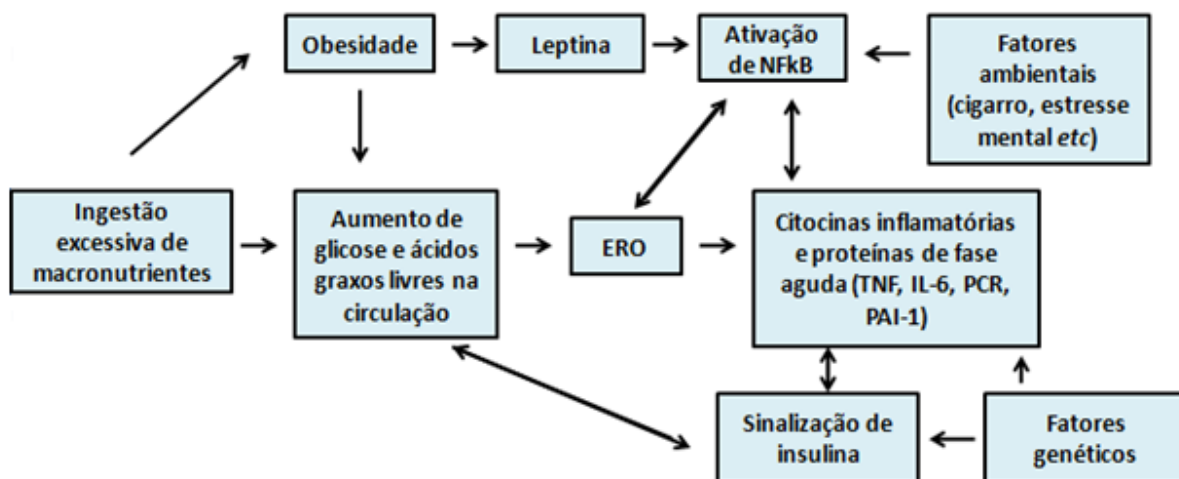 Obesidade
Leptina
Ativação
de NFkB
Fatores
ambientais
(cigarro, estresse
mental etc)
Ingestão
excessiva de
macronutrientes
Aumento de
glicose e ácidos
graxos livres na
circulação
ERO
Citocinas inflamatórias
e proteínas de fase
aguda (TNF, IL-6, PCR,
PAI-1)
Sinalização de
insulina
Fatores
genéticos